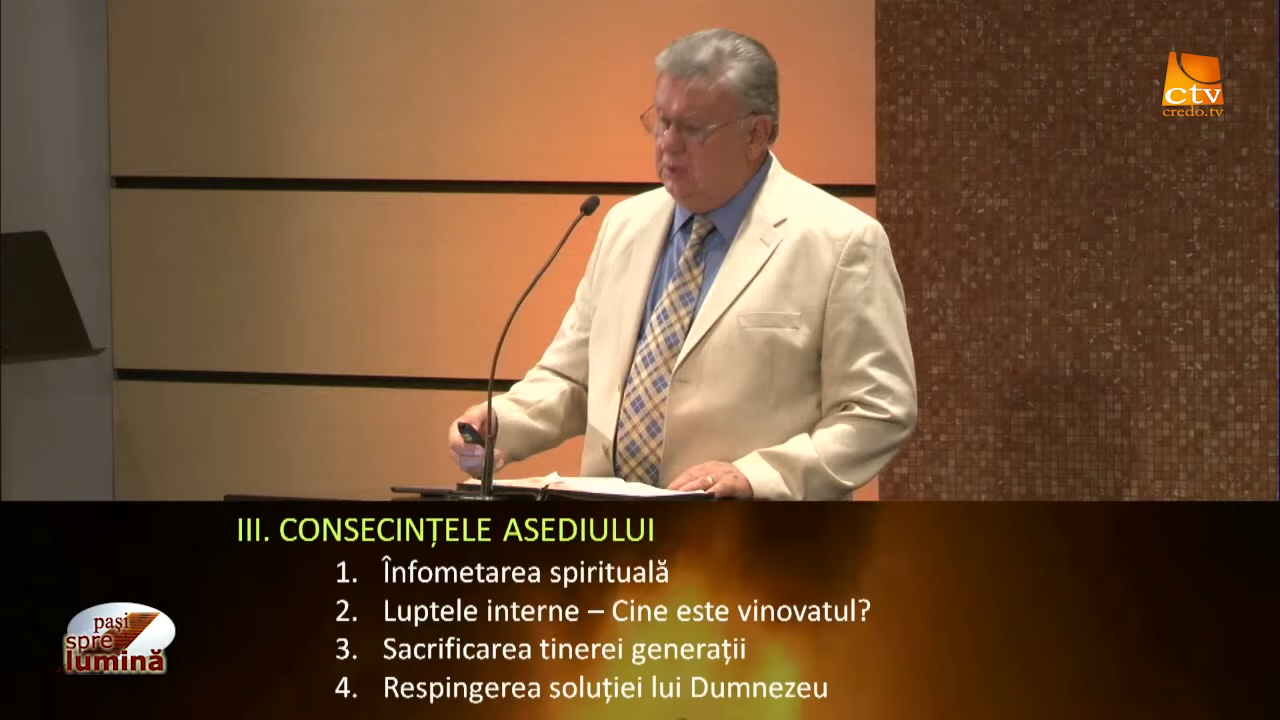 ctv
credo.tv
III. CONSECINȚELE ASEDIULUI
1. Înfometarea spirituală
2. Luptele interne – Cine este vinovatul?
3. Sacrificarea tinerei generații
4. Respingerea soluției lui Dumnezeu
pași
spre
lumină